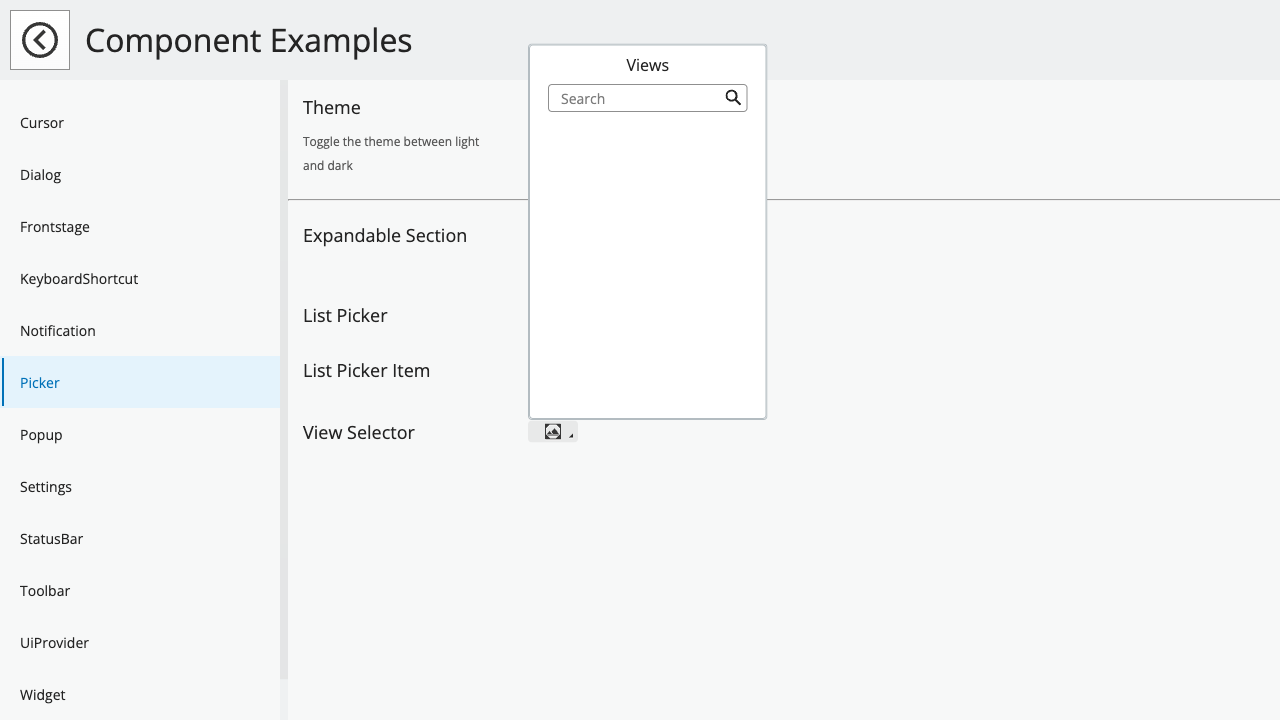 Component Examples
Cursor
Dialog
Frontstage
KeyboardShortcut
Notification
Picker
Popup
Settings
StatusBar
Toolbar
UiProvider
Widget
Theme
Toggle the theme between light
and dark
Expandable Section
List Picker
List Picker Item
View Selector
Views
Search